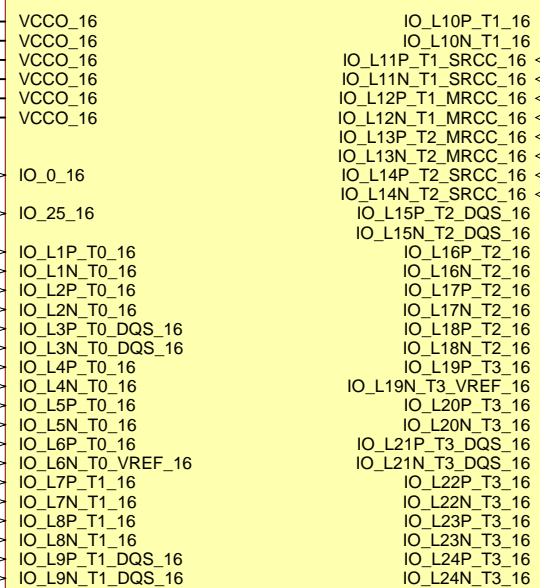 VCCO_16
VCCO_16
VCCO_16
VCCO_16
VCCO_16
VCCO_16
IO_0_16
IO_25_16
IO_L1P_T0_16
IO_L1N_T0_16
IO_L2P_T0_16
IO_L2N_T0_16
IO_L3P_T0_DQS_16
IO_L3N_T0_DQS_16
IO_L4P_T0_16
IO_L4N_T0_16
IO_L5P_T0_16
IO_L5N_T0_16
IO_L6P_T0_16
IO_L6N_T0_VREF_16
IO_L7P_T1_16
IO_L7N_T1_16
IO_L8P_T1_16
IO_L8N_T1_16
IO_L9P_T1_DQS_16
IO_L9N_T1_DQS_16
IO_L10P_T1_16
IO_L10N_T1_16
IO_L11P_T1_SRCC_16
IO_L11N_T1_SRCC_16
IO_L12P_T1_MRCC_16
IO_L12N_T1_MRCC_16
IO_L13P_T2_MRCC_16
IO_L13N_T2_MRCC_16
IO_L14P_T2_SRCC_16
IO_L14N_T2_SRCC_16
IO_L15P_T2_DQS_16
IO_L15N_T2_DQS_16
IO_L16P_T2_16
IO_L16N_T2_16
IO_L17P_T2_16
IO_L17N_T2_16
IO_L18P_T2_16
IO_L18N_T2_16
IO_L19P_T3_16
IO_L19N_T3_VREF_16
IO_L20P_T3_16
IO_L20N_T3_16
IO_L21P_T3_DQS_16
IO_L21N_T3_DQS_16
IO_L22P_T3_16
IO_L22N_T3_16
IO_L23P_T3_16
IO_L23N_T3_16
IO_L24P_T3_16
IO_L24N_T3_16